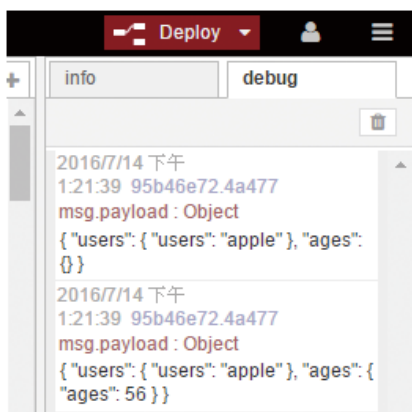 Deploy
info
debug
2016/7/14 下午
1:21:39 95b46e72.4a477
msg.payload : Object
{ "users": { "users": "apple" }, "ages":
{} }
2016/7/14 下午
1:21:39 95b46e72.4a477
msg.payload : Object
{ "users": { "users": "apple" }, "ages": {
"ages": 56 } }